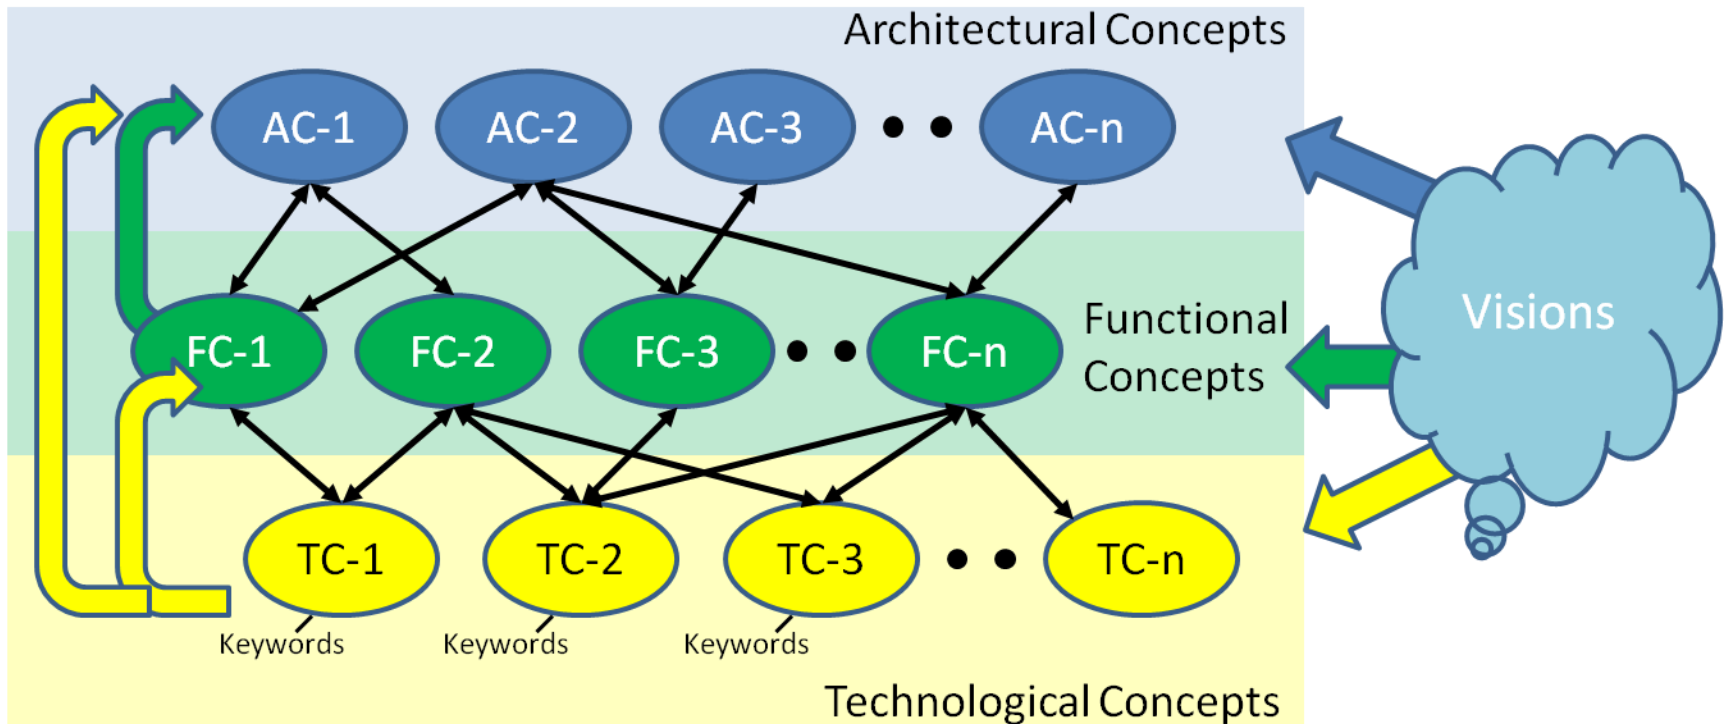 Architectural Concepts
AC-1
AC-2
AC-3
AC-n
Visions
Functional
Concepts
FC-1
FC-2
FC-3
FC-n
TC-1
TC-2
TC-3
TC-n
Keywords
Keywords
Keywords
Technological Concepts